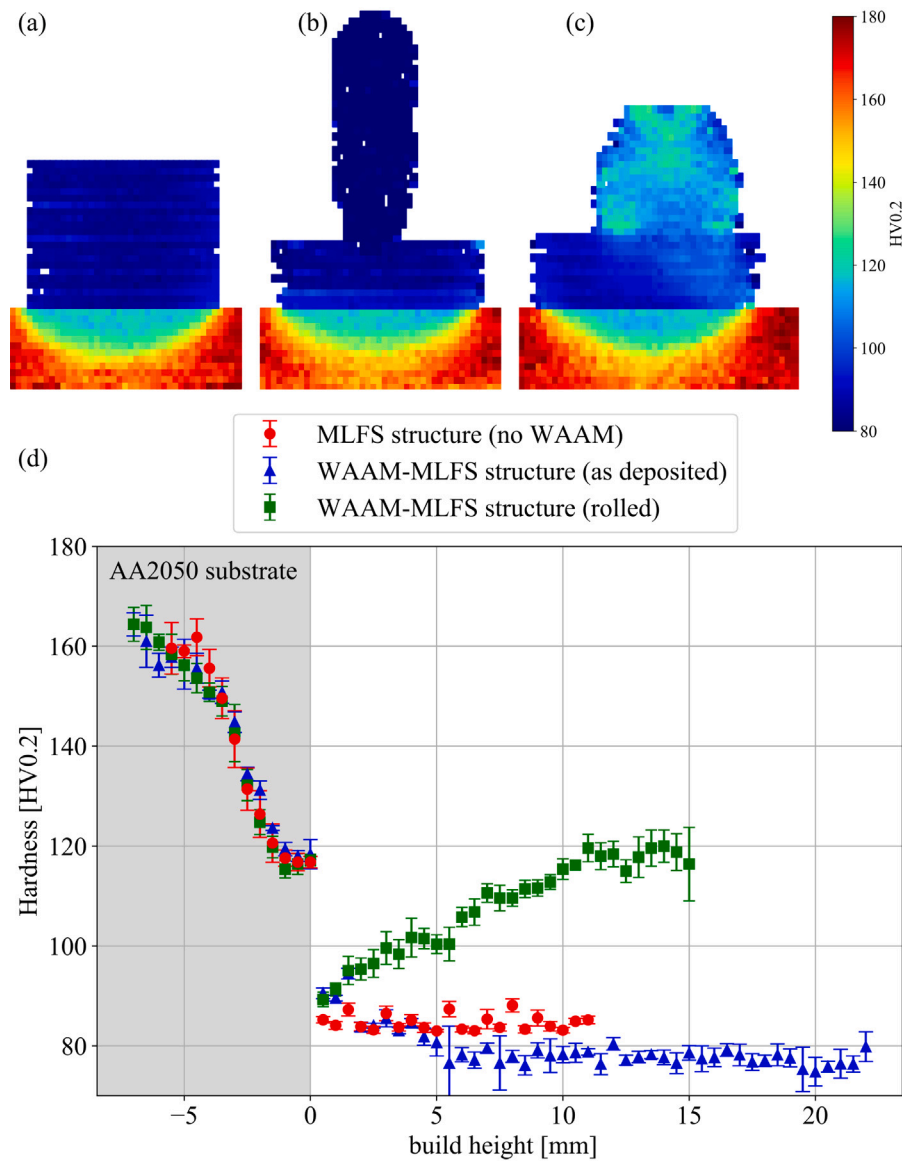 (a)
(b)
(c)
180
160
140
120
100
80
HV0.2
MLFS structure (no WAAM)
WAAM-MLFS structure (as deposited)
WAAM-MLFS structure (rolled)
(d)
180
AA2050 substrate
160
140
120
100
80
Hardness [HV0.2]
−5 0 5 10 15 20
build height [mm]